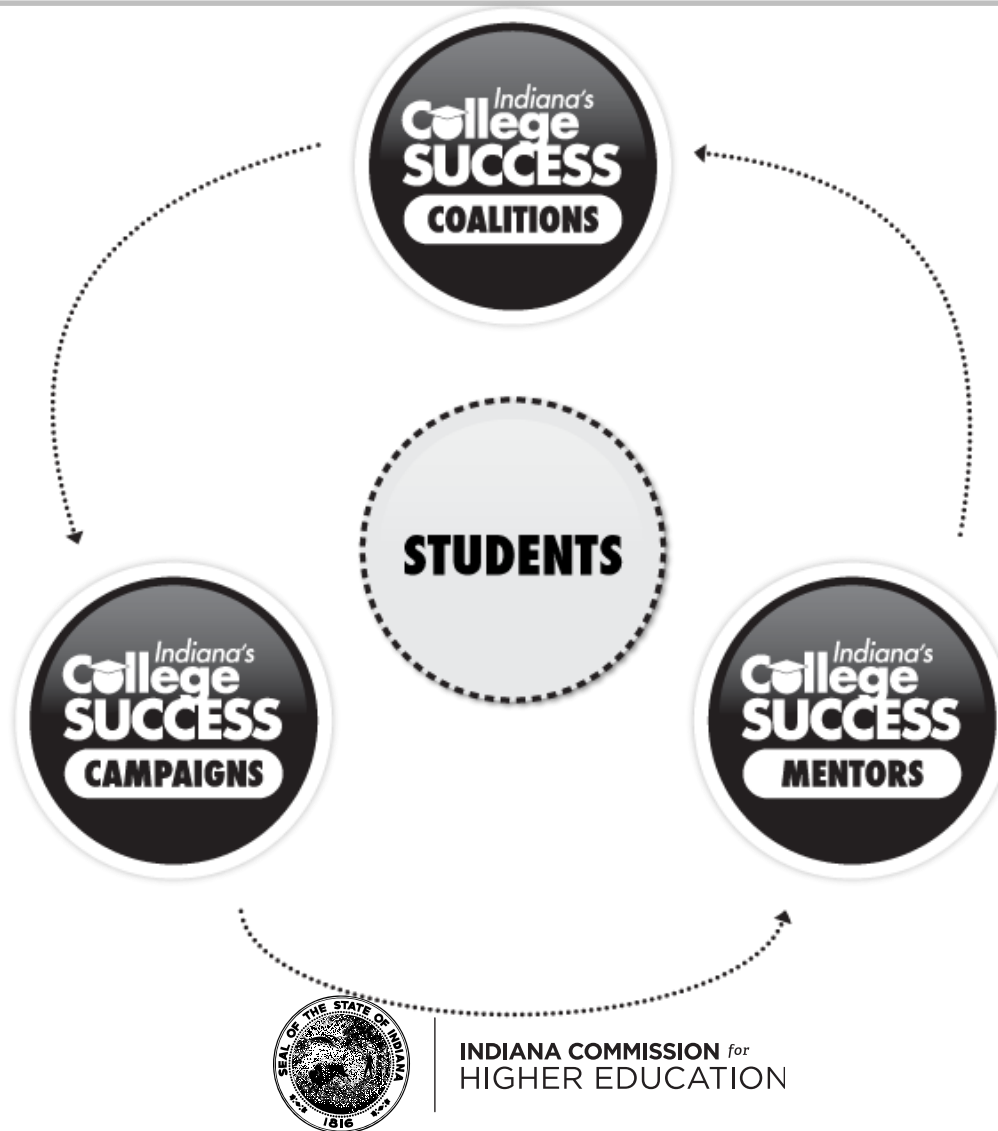 Indiana's
College
SUCCESS
COALITIONS
STUDENTS
Indiana's
College
SUCCESS
CAMPAIGNS
Indiana's
College
SUCCESS
MENTORS
SEAL OF THE STATE OF INDIANA
1816
INDIANA COMMISSION for
HIGHER EDUCATION